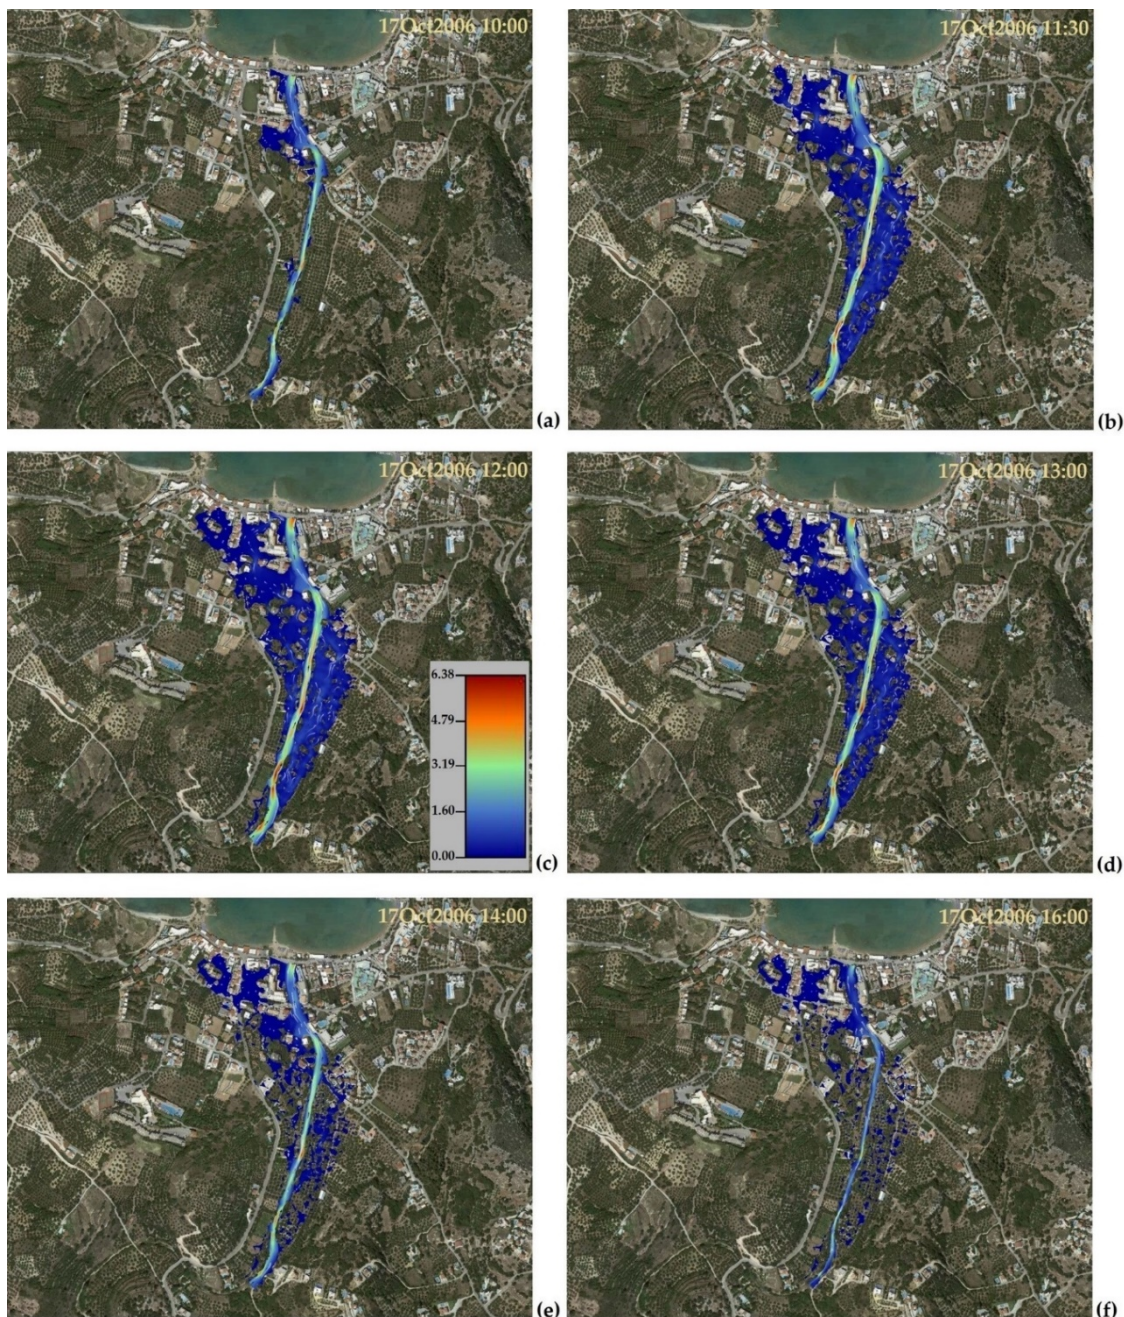 17Oct2006 10:00
(a)
17Oct2006 11:30
(b)
17Oct2006 12:00
6.38
4.79
3.19
1.60
0.00
(c)
17Oct2006 13:00
(d)
17Oct2006 14:00
(e)
17Oct2006 16:00
(f)